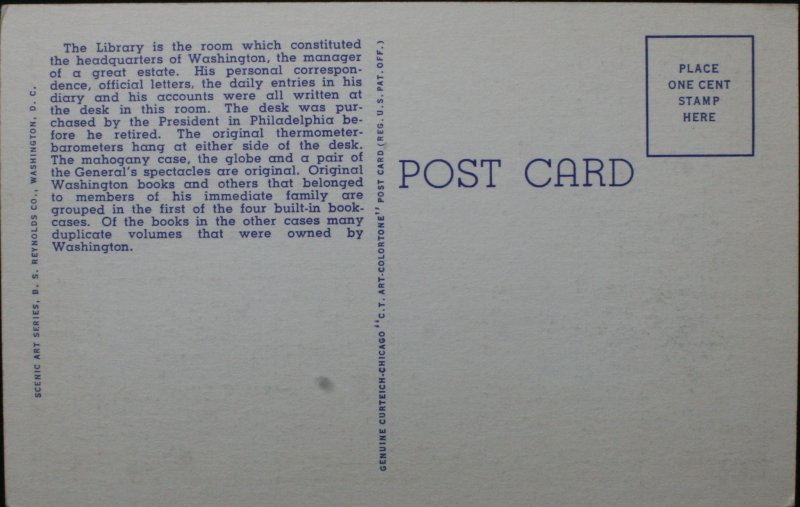 The Library is the room which constituted
the headquarters of Washington, the manager
of a great estate. His personal correspon-
dence, official letters, the daily entries in his
diary and his accounts were all written at
the desk in this room. The desk was pur-
chased by the President in Philadelphia be-
fore he retired. The original thermometer-
barometers hang at either side of the desk.
The mahogany case, the globe and a pair of
the General's spectacles are original. Original
Washington books and others that belonged
to members of his immediate family are
grouped in the first of the four built-in book-
cases. Of the books in the other cases many
duplicate volumes that were owned by
Washington.
SCENIC ART SERIES, B. S. REYNOLDS CO., WASHINGTON, D. C.
GENUINE CURTEICH-CHICAGO "C.T. ART-COLORTONE" POST CARD (REG. U.S. PAT. OFF.)
POST CARD
PLACE
ONE CENT
STAMP
HERE